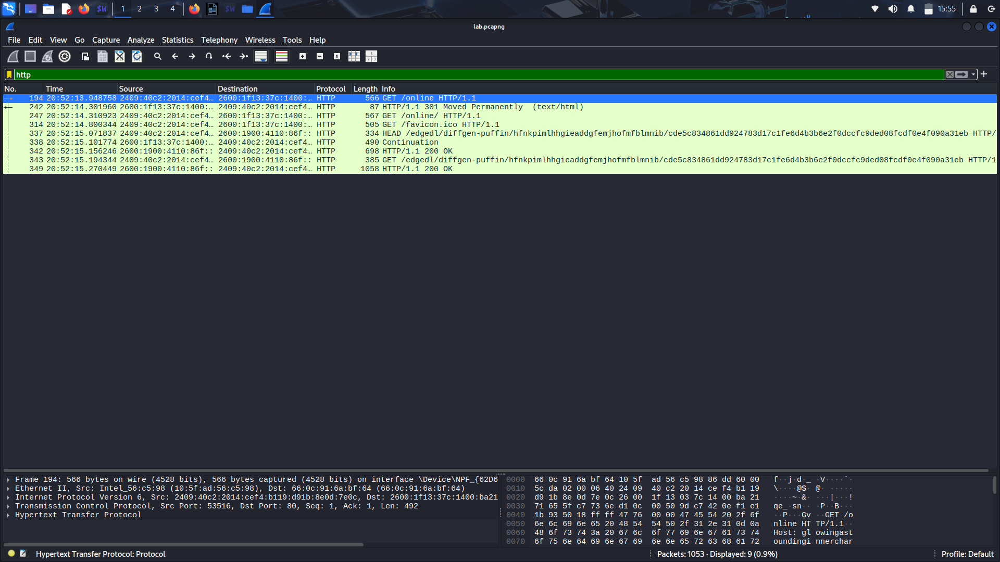 1 2 3 4 15:55
lab.pcapng
File Edit View Go Capture Analyze Statistics Telephony Wireless Tools Help
http
No. Time Source Destination Protocol Length Info
194 20:52:13.948758 2409:40c2:2014:cef4… 2600:1f13:37c:1400:… HTTP 566 GET /online HTTP/1.1
242 20:52:14.301960 2600:1f13:37c:1400:… 2409:40c2:2014:cef4… HTTP 87 HTTP/1.1 301 Moved Permanently (text/html)
247 20:52:14.310923 2409:40c2:2014:cef4… 2600:1f13:37c:1400:… HTTP 567 GET /online/ HTTP/1.1
314 20:52:14.800344 2409:40c2:2014:cef4… 2600:1f13:37c:1400:… HTTP 505 GET /favicon.ico HTTP/1.1
337 20:52:15.071837 2409:40c2:2014:cef4… 2600:1900:4110:86f:: HTTP 334 HEAD /edgedl/diffgen-puffin/hfnkpimlhhgieaddgfemjhofmfblmnib/cde5c834861dd924783d17c1fe6d4b3b6e2f0dccfc9ded08fcdf0e4f090a31eb HTTP/
338 20:52:15.101774 2600:1f13:37c:1400:… 2409:40c2:2014:cef4… HTTP 490 Continuation
342 20:52:15.156246 2600:1900:4110:86f:: 2409:40c2:2014:cef4… HTTP 698 HTTP/1.1 200 OK
343 20:52:15.194344 2409:40c2:2014:cef4… 2600:1900:4110:86f:: HTTP 385 GET /edgedl/diffgen-puffin/hfnkpimlhhgieaddgfemjhofmfblmnib/cde5c834861dd924783d17c1fe6d4b3b6e2f0dccfc9ded08fcdf0e4f090a31eb HTTP/1
349 20:52:15.270449 2600:1900:4110:86f:: 2409:40c2:2014:cef4… HTTP 1058 HTTP/1.1 200 OK
Frame 194: 566 bytes on wire (4528 bits), 566 bytes captured (4528 bits) on interface \Device\NPF_{62D6
Ethernet II, Src: Intel_56:c5:98 (10:5f:ad:56:c5:98), Dst: 66:0c:91:6a:bf:64 (66:0c:91:6a:bf:64)
Internet Protocol Version 6, Src: 2409:40c2:2014:cef4:b119:d91b:8e0d:7e0c, Dst: 2600:1f13:37c:1400:ba21
Transmission Control Protocol, Src Port: 53516, Dst Port: 80, Seq: 1, Ack: 1, Len: 492
Hypertext Transfer Protocol
0000 66 0c 91 6a bf 64 10 5f ad 56 c5 98 86 dd 60 00 f··j·d·_ ·V····`·
0010 5c da 02 00 06 40 24 09 40 c2 20 14 ce f4 b1 19 \····@$· @· ·····
0020 d9 1b 8e 0d 7e 0c 26 00 1f 13 03 7c 14 00 ba 21 ····~·&· ···|···!
0030 71 65 5f c7 73 6e d1 0c 00 50 9d c7 42 0e f1 e1 qe_·sn·· ·P··B···
0040 1b 93 50 18 ff ff 47 76 00 00 47 45 54 20 2f 6f ··P···Gv ··GET /o
0050 6e 6c 69 6e 65 20 48 54 54 50 2f 31 2e 31 0d 0a nline HT TP/1.1··
0060 48 6f 73 74 3a 20 67 6c 6f 77 69 6e 67 61 73 74 Host: gl owingast
0070 6f 75 6e 64 69 6e 67 69 6e 6e 65 72 63 68 61 72 oundingi nnerchar
Hypertext Transfer Protocol: Protocol
Packets: 1053 · Displayed: 9 (0.9%)
Profile: Default